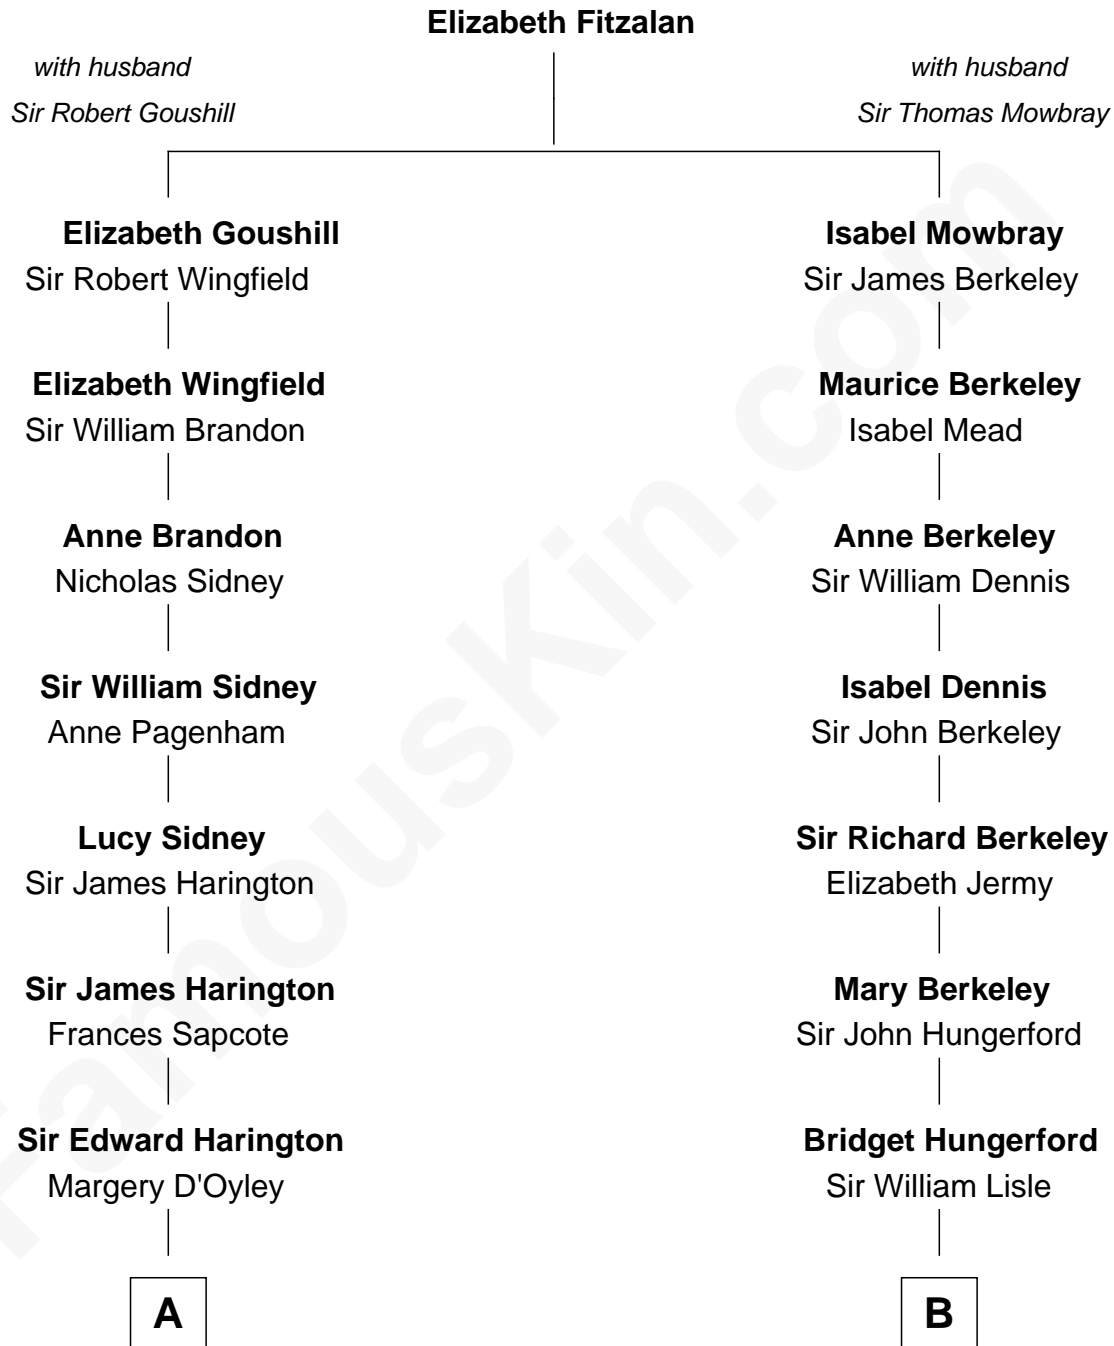 Elizabeth Fitzalan
with husband
Sir Robert Goushill
with husband
Sir Thomas Mowbray
Elizabeth Goushill
Sir Robert Wingfield
Isabel Mowbray
Sir James Berkeley
Elizabeth Wingfield
Sir William Brandon
Maurice Berkeley
Isabel Mead
Anne Brandon
Nicholas Sidney
Anne Berkeley
Sir William Dennis
Sir William Sidney
Anne Pagenham
Isabel Dennis
Sir John Berkeley
Lucy Sidney
Sir James Harington
Sir Richard Berkeley
Elizabeth Jermy
Sir James Harington
Frances Sapcote
Mary Berkeley
Sir John Hungerford
Sir Edward Harington
Margery D'Oyley
Bridget Hungerford
Sir William Lisle
A
B
FamousKin.com